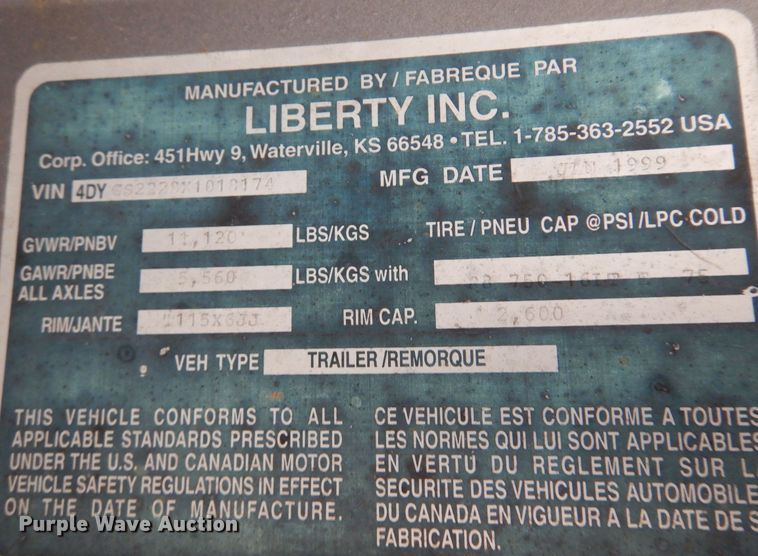 MANUFACTURED BY / FABREQUE PAR
LIBERTY INC.
Corp. Office: 451Hwy 9, Waterville, KS 66548 • TEL. 1-785-363-2552 USA
VIN 4DY MFG DATE 1999
GVWR/PNBV 11,120 LBS/KGS TIRE / PNEU CAP @PSI /LPC COLD
GAWR/PNBE
ALL AXLES 5,560 LBS/KGS with 750-16LT E 75
RIM/JANTE RIM CAP. 2,600
VEH TYPE TRAILER /REMORQUE
THIS VEHICLE CONFORMS TO ALL
APPLICABLE STANDARDS PRESCRIBED
UNDER THE U.S. AND CANADIAN MOTOR
VEHICLE SAFETY REGULATIONS IN EFFECT
ON THE DATE OF MANUFACTURE.
CE VEHICULE EST CONFORME A TOUTES
LES NORMES QUI LUI SONT APPLICABLES
EN VERTU DU REGLEMENT SUR
SECURITE DES VEHICULES AUTOMOBILE
DU CANADA EN VIGUEUR A LA DATE DE
FABRICATION.
Purple Wave Auction